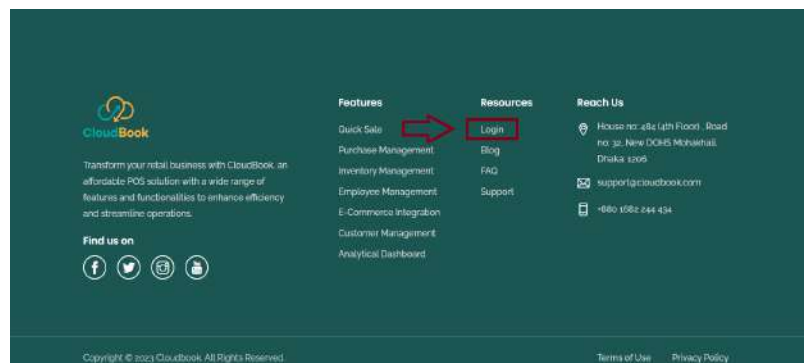 CloudBook
Transform your retail business with CloudBook, an
affordable POS solution with a wide range of
features and functionalities to enhance efficiency
and streamline operations.
Find us on
Features
Quick Sale
Purchase Management
Inventory Management
Employee Management
E-Commerce Integration
Customer Management
Analytical Dashboard
Resources
Login
Blog
FAQ
Support
Reach Us
House no: 484 (4th Floor) , Road
no: 32, New DOHS Mohakhali,
Dhaka 1206
support@cloudbook.com
+880 1682 244 434
Copyright © 2023 Cloudbook. All Rights Reserved.
Terms of Use
Privacy Policy